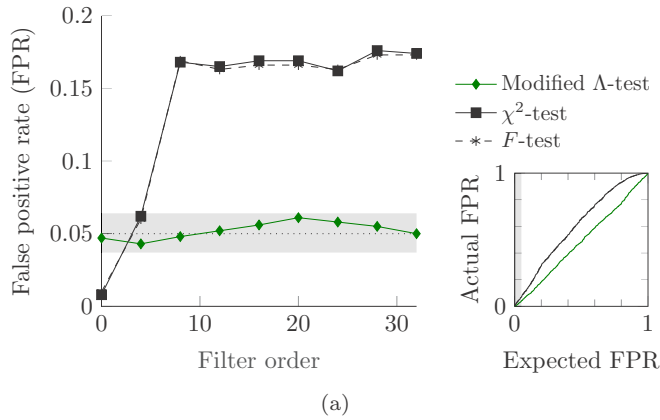 False positive rate (FPR)
0.2
0.15
0.1
0.05
0
0
10
20
30
Filter order
Modified Λ-test
χ²-test
F-test
Actual FPR
1
0
0
1
Expected FPR
(a)